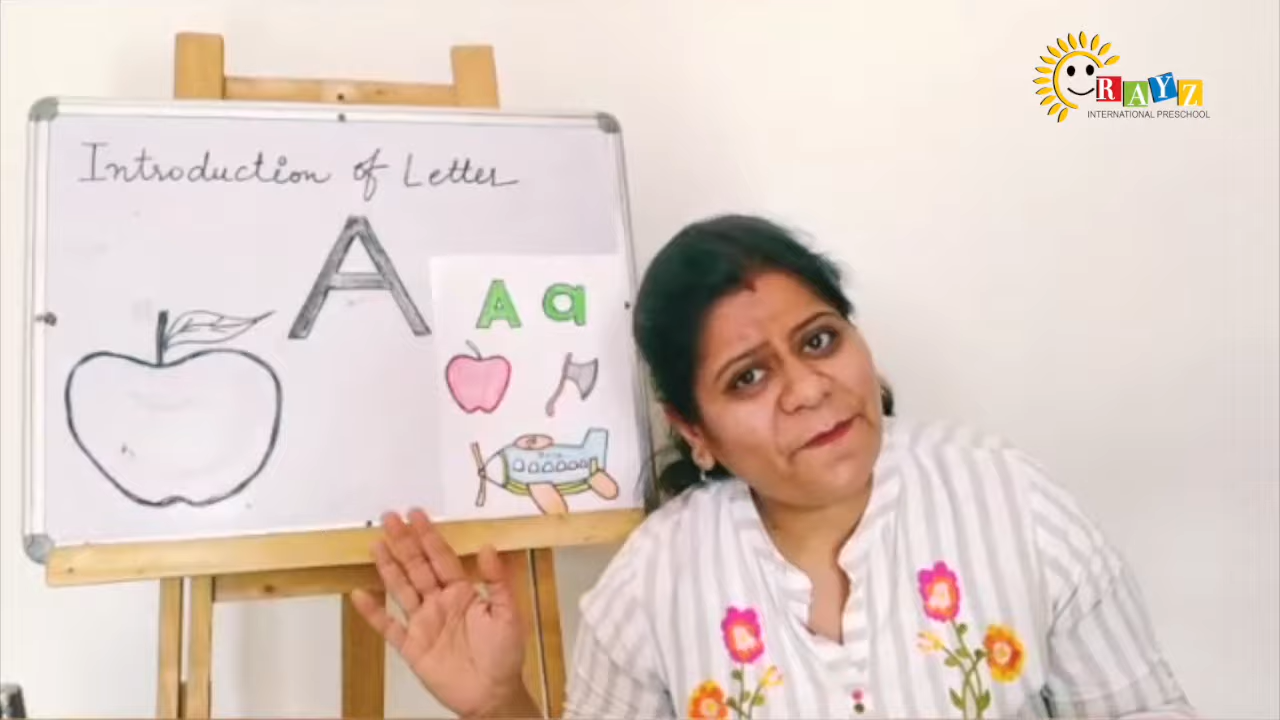 Introduction of Letter
A
A a
RAYZ
INTERNATIONAL PRESCHOOL
A
A